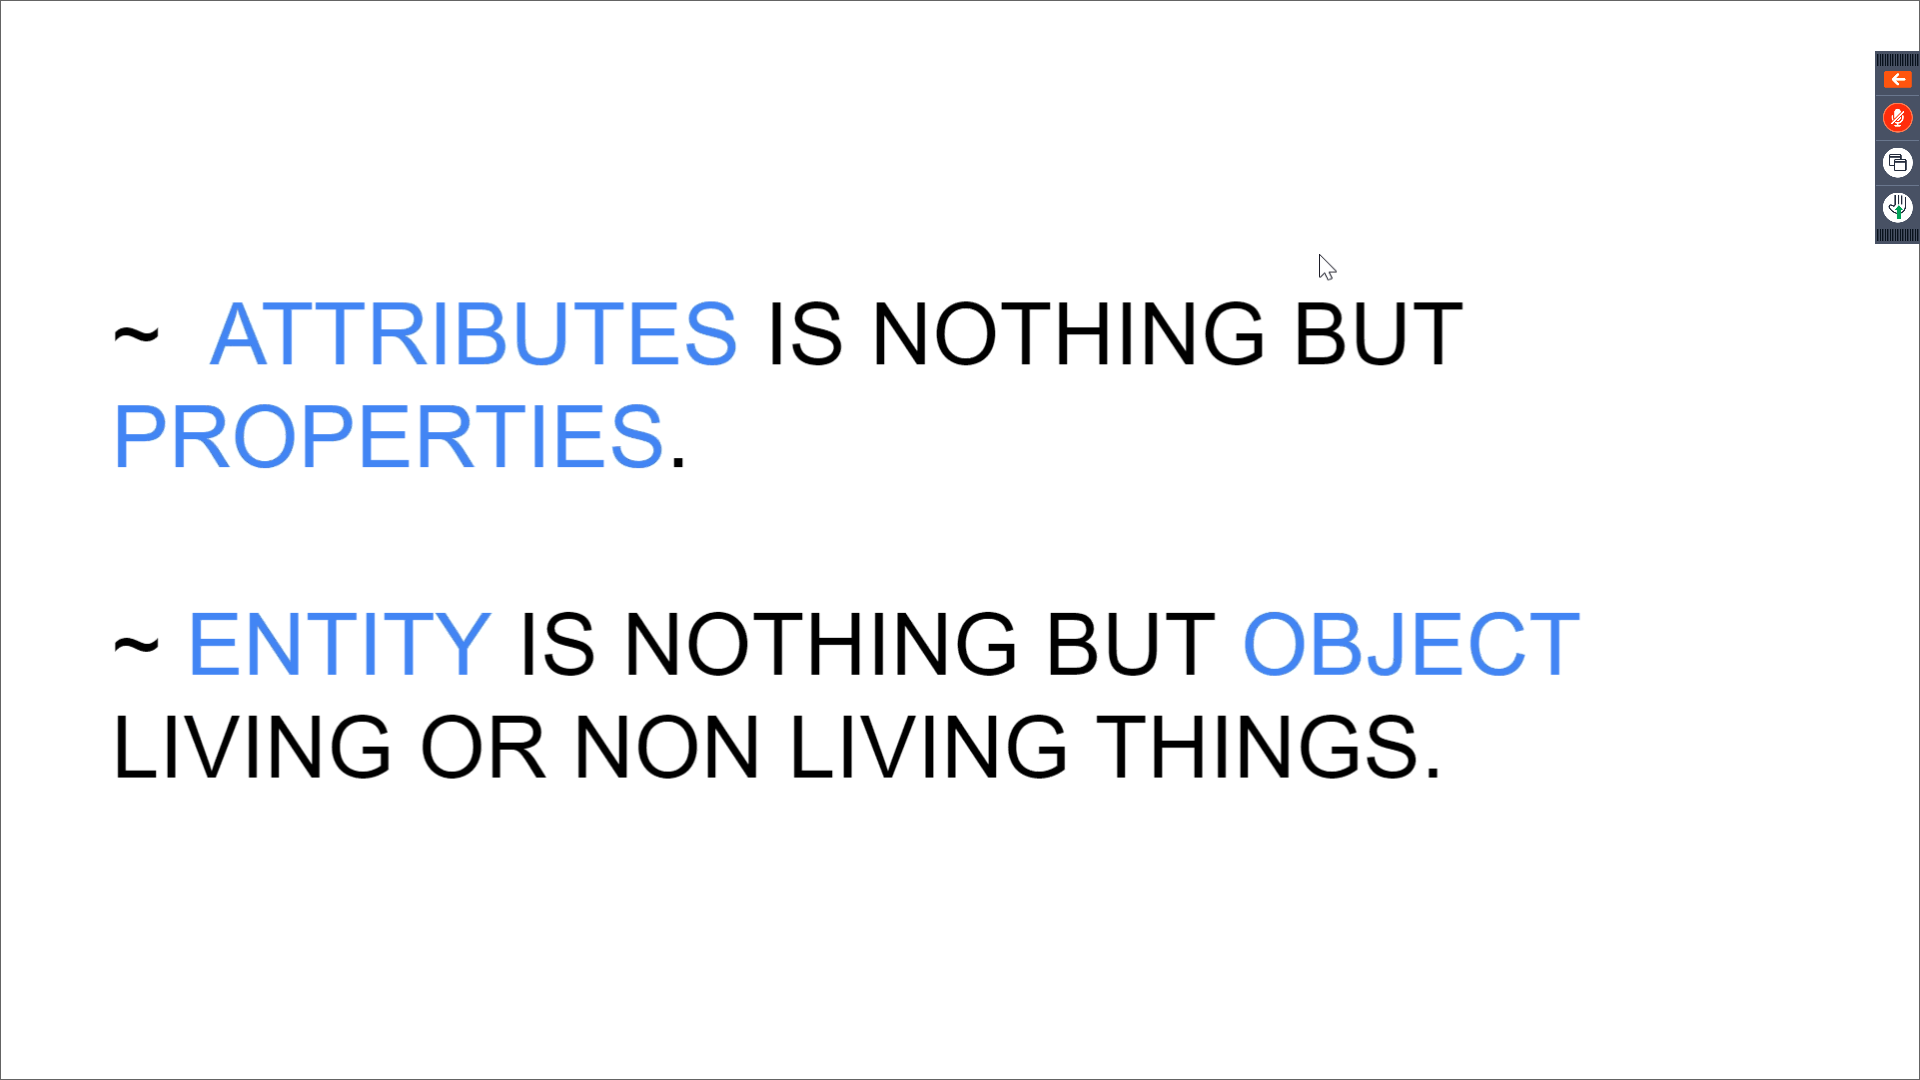 ~ ATTRIBUTES IS NOTHING BUT
PROPERTIES.
~ ENTITY IS NOTHING BUT OBJECT
LIVING OR NON LIVING THINGS.